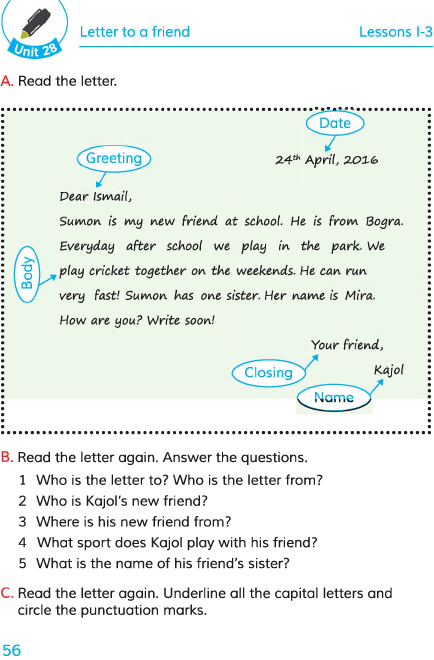 Unit 28
Letter to a friend Lessons 1-3
A. Read the letter.
Date
Greeting
24th April, 2016
Dear Ismail,
Sumon is my new friend at school. He is from Bogra.
Everyday after school we play in the park. We
play cricket together on the weekends. He can run
very fast! Sumon has one sister. Her name is Mira.
How are you? Write soon!
Body
Your friend,
Closing
Kajol
Name
B. Read the letter again. Answer the questions.
1 Who is the letter to? Who is the letter from?
2 Who is Kajol's new friend?
3 Where is his new friend from?
4 What sport does Kajol play with his friend?
5 What is the name of his friend's sister?
C. Read the letter again. Underline all the capital letters and
circle the punctuation marks.
56